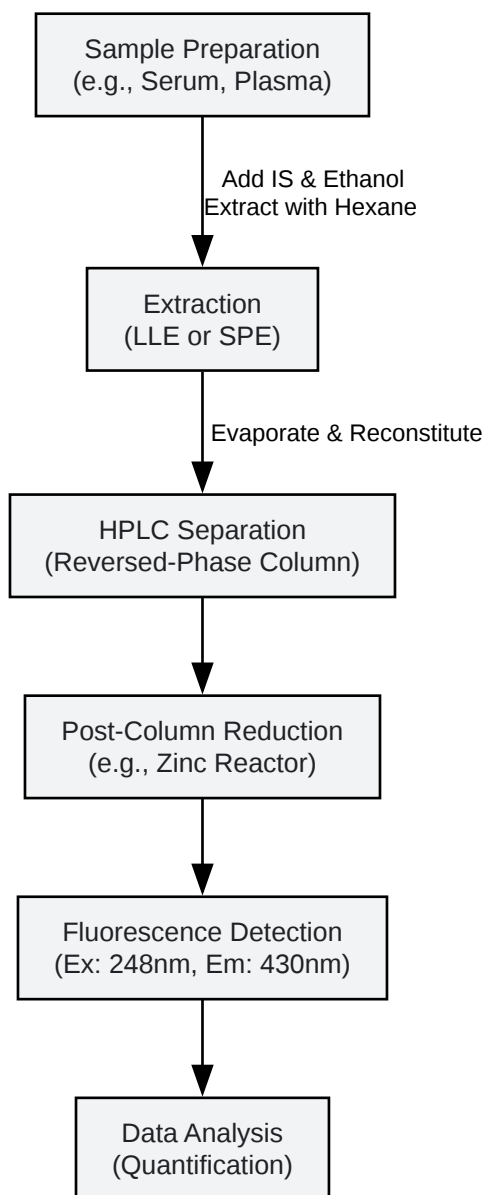 Sample Preparation
(e.g., Serum, Plasma)
Add IS & Ethanol
Extract with Hexane
Extraction
(LLE or SPE)
Evaporate & Reconstitute
HPLC Separation
(Reversed-Phase Column)
Post-Column Reduction
(e.g., Zinc Reactor)
Fluorescence Detection
(Ex: 248nm, Em: 430nm)
Data Analysis
(Quantification)